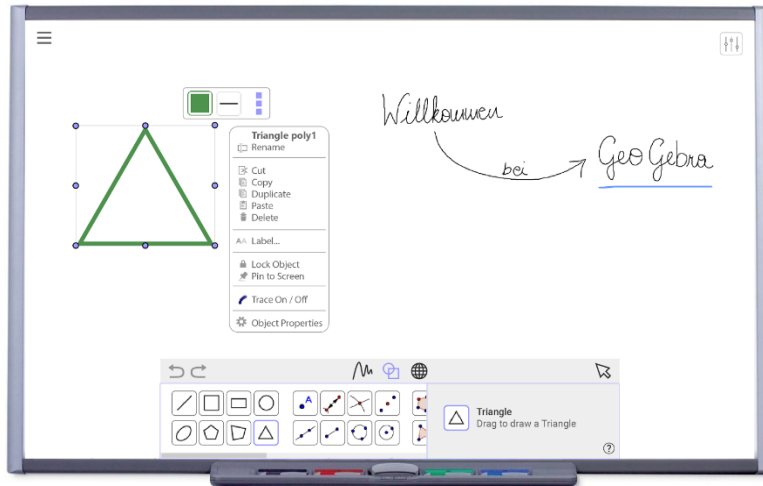 Willkommen
bei
GeoGebra
Triangle poly1
Rename
Cut
Copy
Duplicate
Paste
Delete
AA Label...
Lock Object
Pin to Screen
Trace On / Off
Object Properties
A
Triangle
Drag to draw a Triangle
?